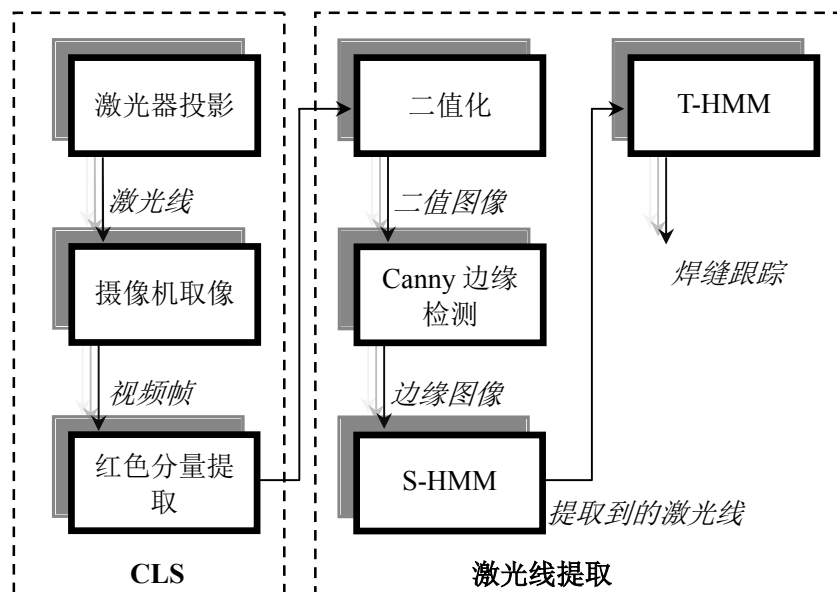 激光器投影
激光线
摄像机取像
视频帧
红色分量提
取
CLS
二值化
二值图像
Canny 边缘
检测
边缘图像
S-HMM
提取到的激光线
T-HMM
焊缝跟踪
激光线提取